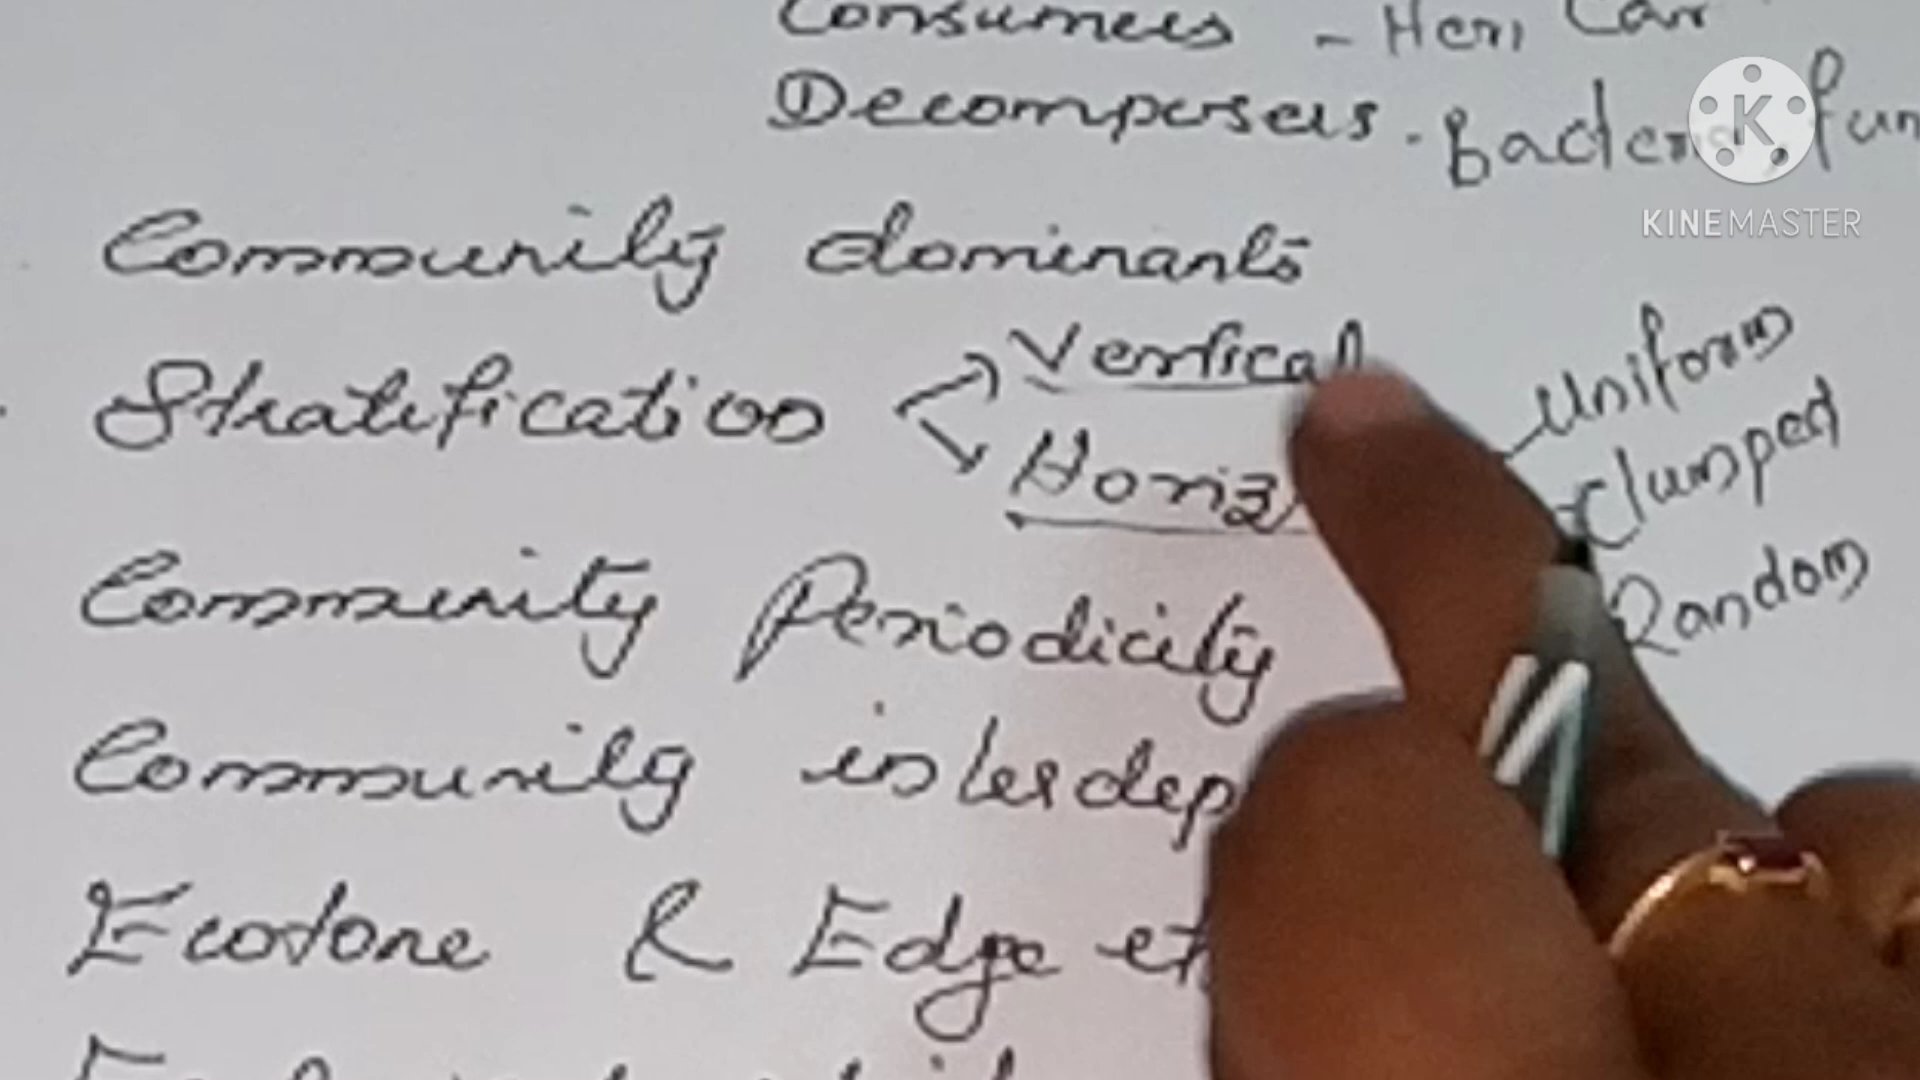 Consumers - Her, Car
Decomposers - Bacteria, fun
KINEMASTER
Community dominants
Stratification Vertical
Horiz
Uniform
Clumped
Random
Community Periodicity
Community interdep
Ecotone & Edge ef